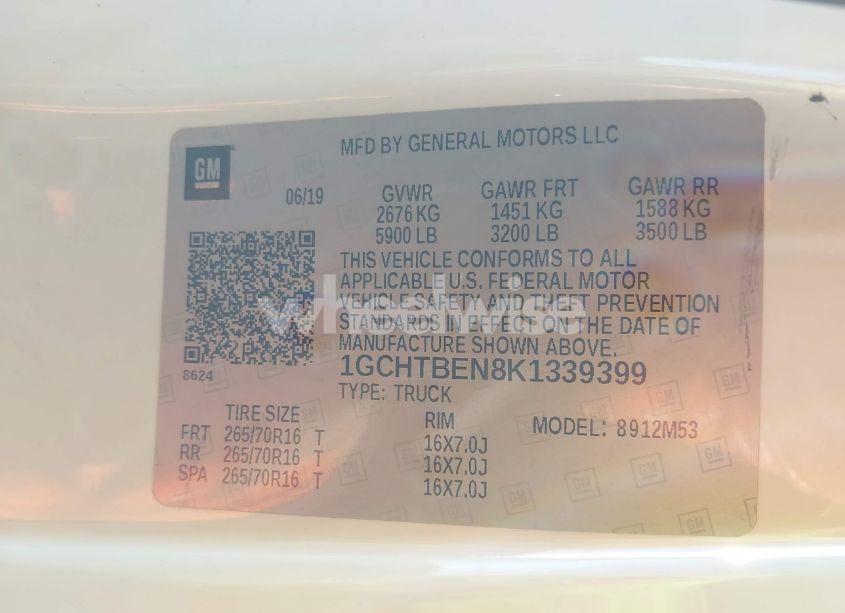 MFD BY GENERAL MOTORS LLC
GM
06/19 GVWR GAWR FRT GAWR RR
2676 KG 1451 KG 1588 KG
5900 LB 3200 LB 3500 LB
THIS VEHICLE CONFORMS TO ALL
APPLICABLE U.S. FEDERAL MOTOR
VEHICLE SAFETY AND THEFT PREVENTION
STANDARDS IN EFFECT ON THE DATE OF
MANUFACTURE SHOWN ABOVE.
1GCHTBEN8K1339399
8624
TYPE: TRUCK
TIRE SIZE RIM MODEL: 8912M53
FRT 265/70R16 T 16X7.0J
RR 265/70R16 T 16X7.0J
SPA 265/70R16 T 16X7.0J
wheelwise